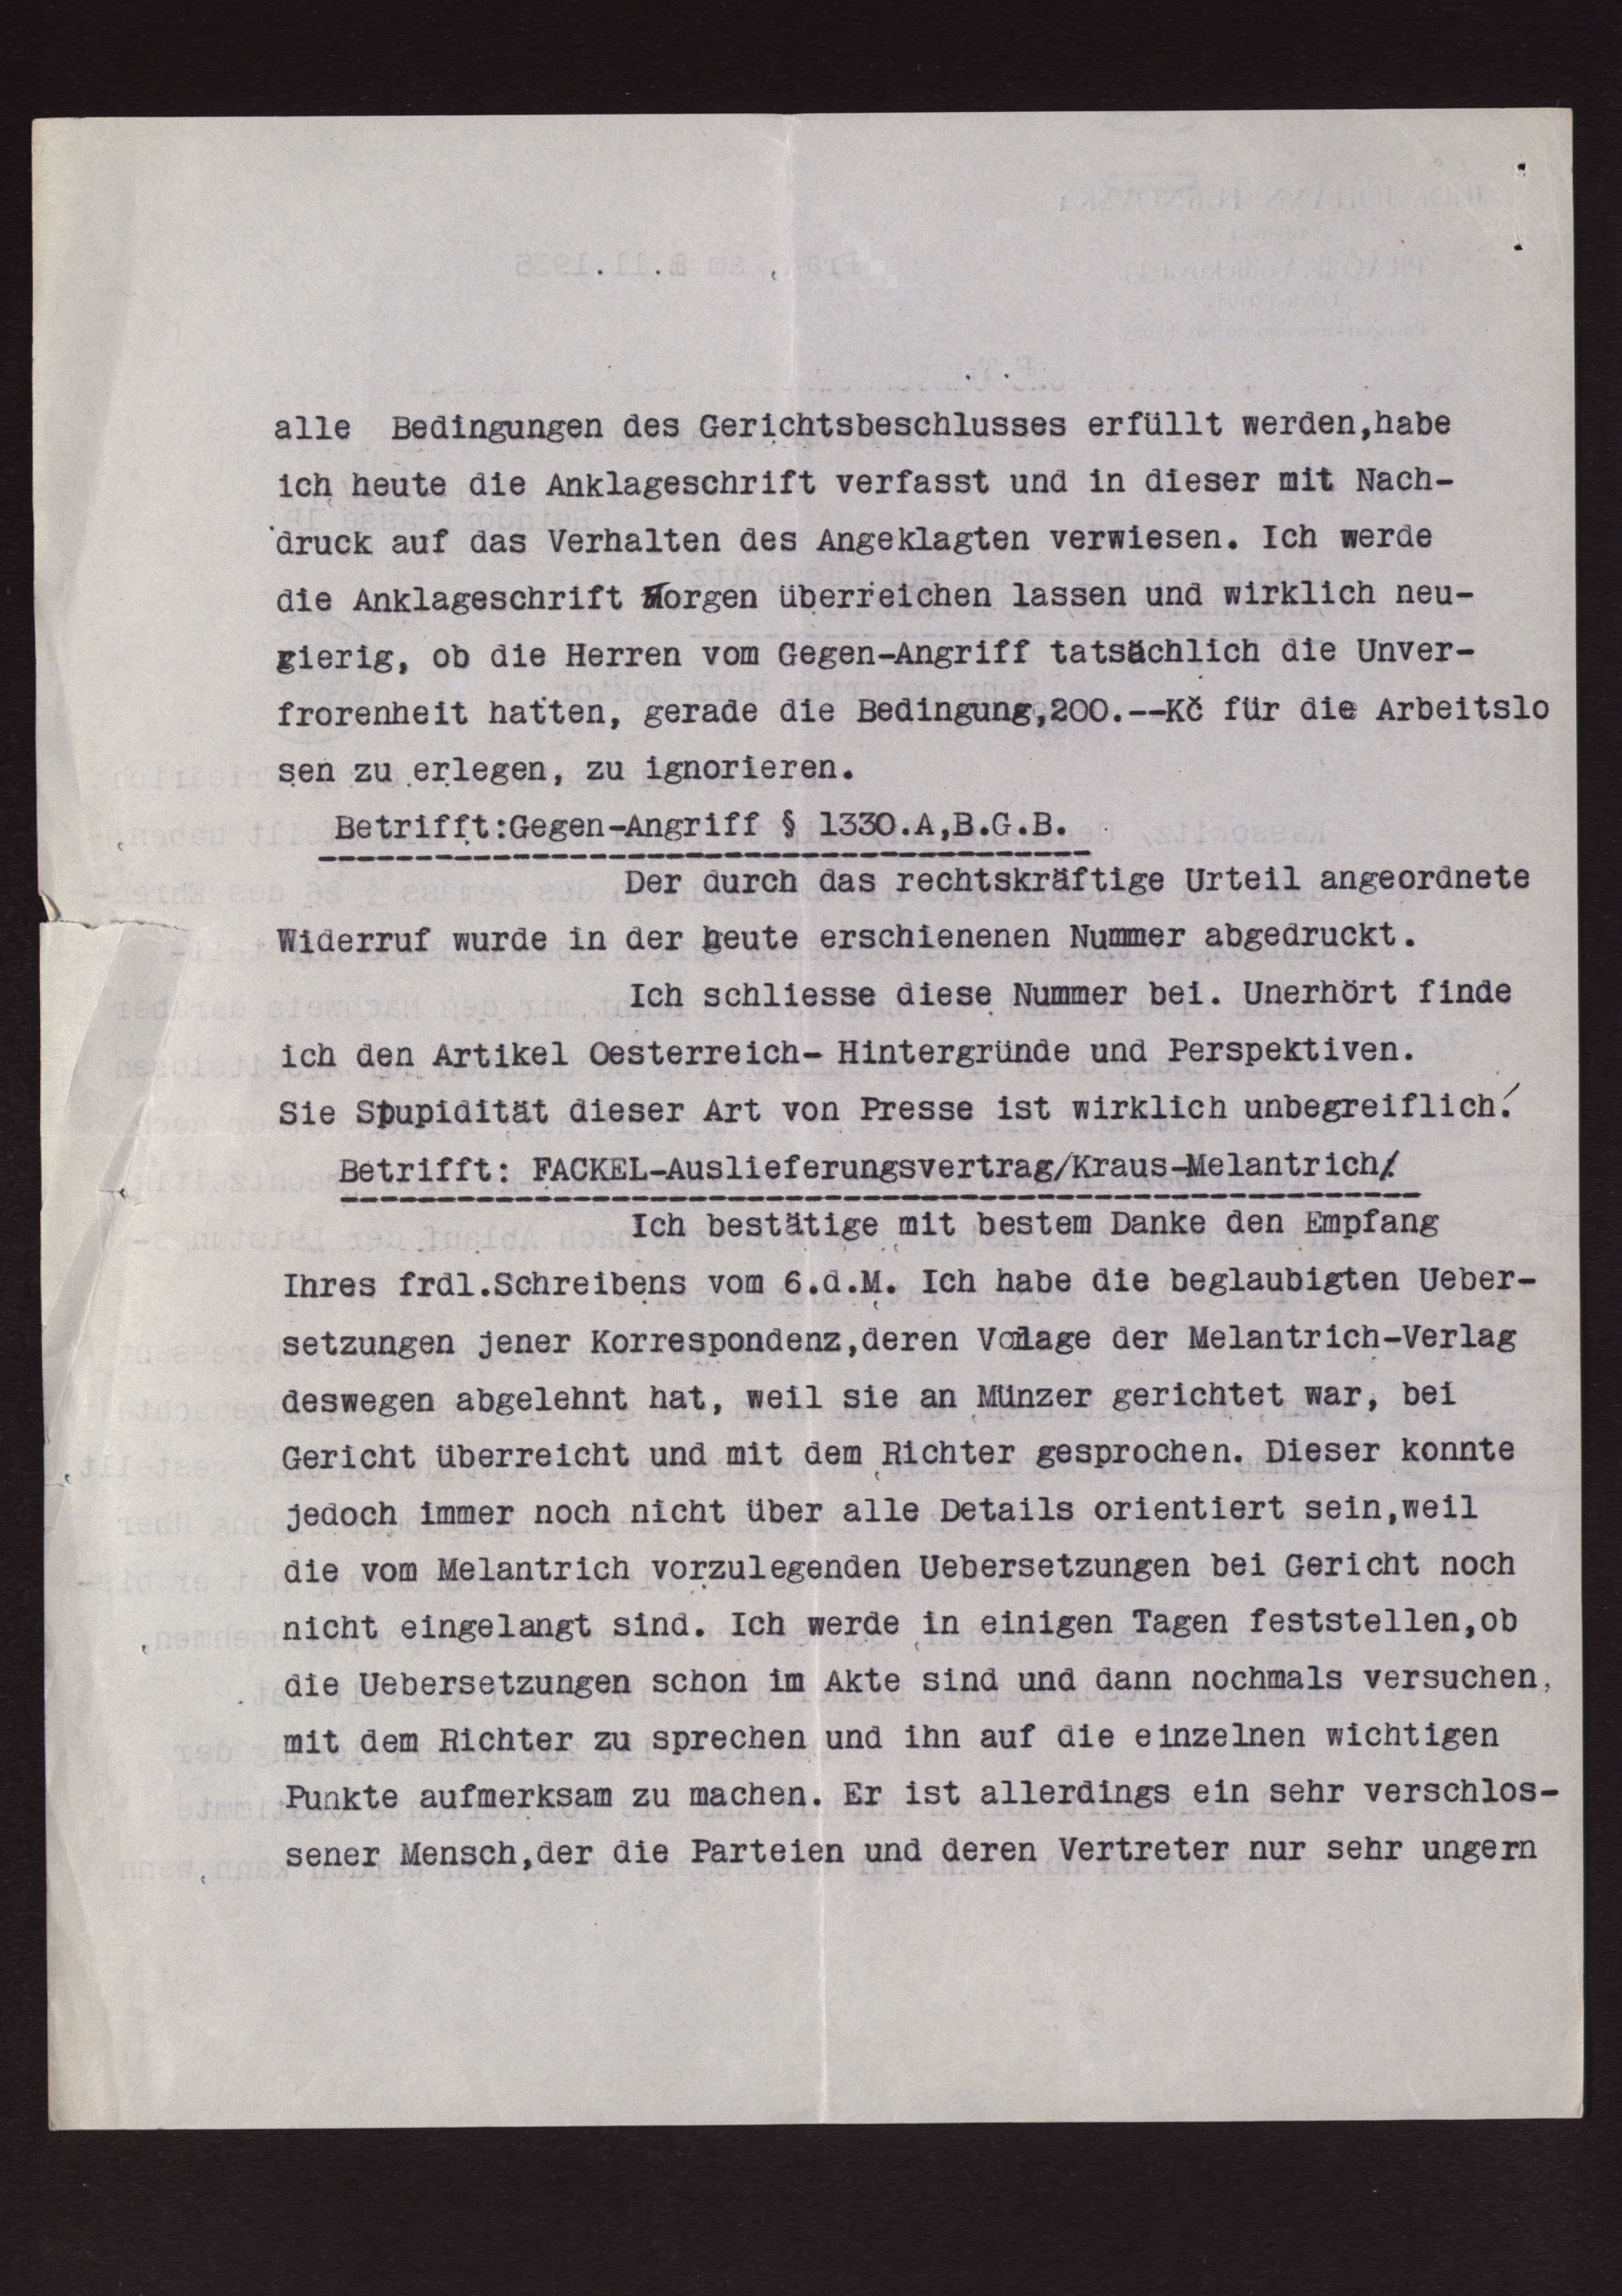 alle Bedingungen des Gerichtsbeschlusses erfüllt werden,habe
ich heute die Anklageschrift verfasst und in dieser mit Nach-
druck auf das Verhalten des Angeklagten verwiesen. Ich werde
die Anklageschrift Morgen überreichen lassen und wirklich neu-
gierig, ob die Herren vom Gegen-Angriff tatsächlich die Unver-
frorenheit hatten, gerade die Bedingung,200.--Kč für die Arbeitslo
sen zu erlegen, zu ignorieren.
Betrifft:Gegen-Angriff § 1330.A,B.G.B.
Der durch das rechtskräftige Urteil angeordnete
Widerruf wurde in der heute erschienenen Nummer abgedruckt.
Ich schliesse diese Nummer bei. Unerhört finde
ich den Artikel Oesterreich- Hintergründe und Perspektiven.
Sie Stupidität dieser Art von Presse ist wirklich unbegreiflich!
Betrifft: FACKEL-Auslieferungsvertrag/Kraus-Melantrich/.
Ich bestätige mit bestem Danke den Empfang
Ihres frdl.Schreibens vom 6.d.M. Ich habe die beglaubigten Ueber-
setzungen jener Korrespondenz,deren Vorlage der Melantrich-Verlag
deswegen abgelehnt hat, weil sie an Münzer gerichtet war, bei
Gericht überreicht und mit dem Richter gesprochen. Dieser konnte
jedoch immer noch nicht über alle Details orientiert sein,weil
die vom Melantrich vorzulegenden Uebersetzungen bei Gericht noch
nicht eingelangt sind. Ich werde in einigen Tagen feststellen,ob
die Uebersetzungen schon im Akte sind und dann nochmals versuchen,
mit dem Richter zu sprechen und ihn auf die einzelnen wichtigen
Punkte aufmerksam zu machen. Er ist allerdings ein sehr verschlos-
sener Mensch,der die Parteien und deren Vertreter nur sehr ungern